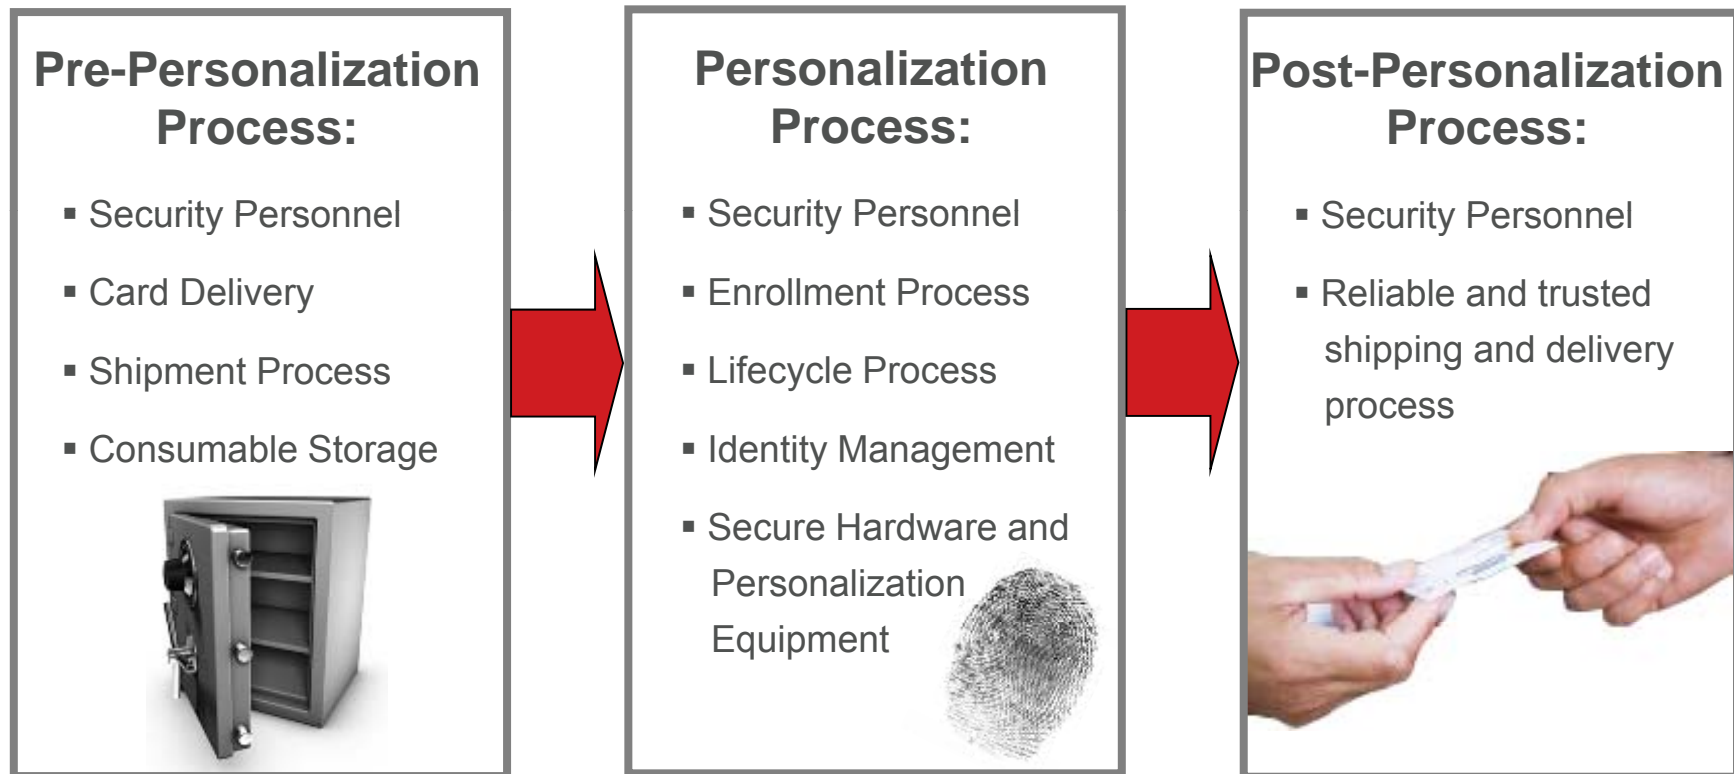 Pre-Personalization
Process:
▪ Security Personnel
▪ Card Delivery
▪ Shipment Process
▪ Consumable Storage
Personalization
Process:
▪ Security Personnel
▪ Enrollment Process
▪ Lifecycle Process
▪ Identity Management
▪ Secure Hardware and
Personalization
Equipment
Post-Personalization
Process:
▪ Security Personnel
▪ Reliable and trusted
shipping and delivery
process